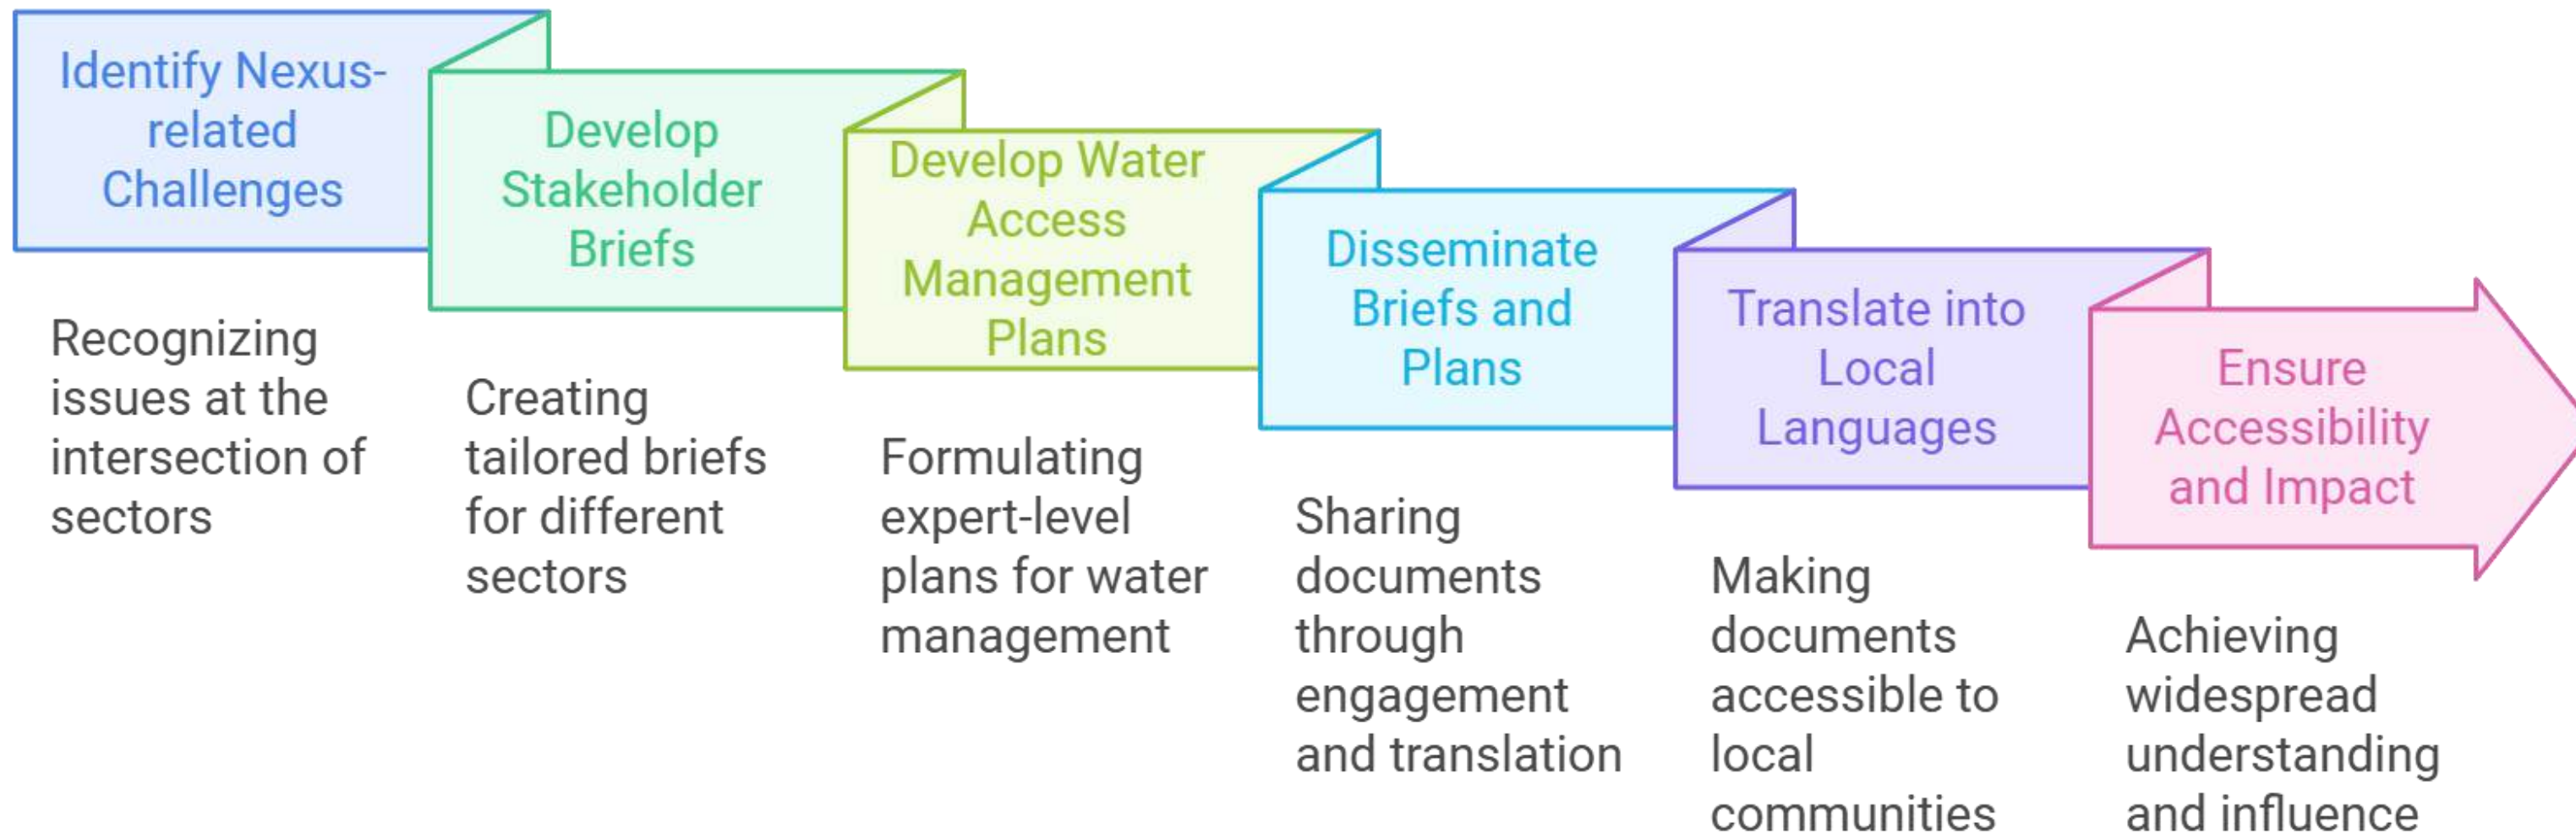 Identify Nexus-
related
Challenges
Recognizing
issues at the
intersection of
sectors
Develop
Stakeholder
Briefs
Creating
tailored briefs
for different
sectors
Develop Water
Access
Management
Plans
Formulating
expert-level
plans for water
management
Disseminate
Briefs and
Plans
Sharing
documents
through
engagement
and translation
Translate into
Local
Languages
Making
documents
accessible to
local
communities
Ensure
Accessibility
and Impact
Achieving
widespread
understanding
and influence